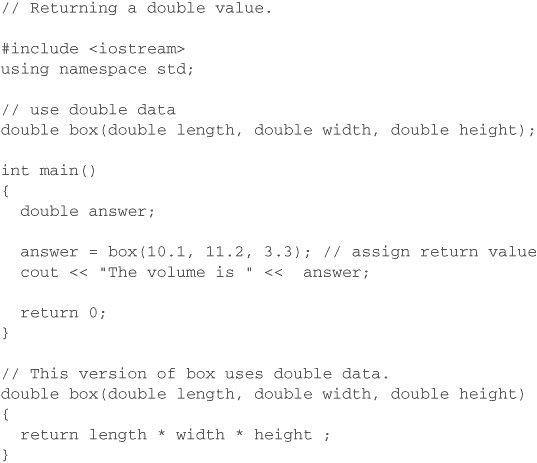 // Returning a double value.
#include <iostream>
using namespace std;
// use double data
double box(double length, double width, double height);
int main()
{
  double answer;
  answer = box(10.1, 11.2, 3.3); // assign return value
  cout << "The volume is " <<  answer;
  return 0;
}
// This version of box uses double data.
double box(double length, double width, double height)
{
  return length * width * height ;
}